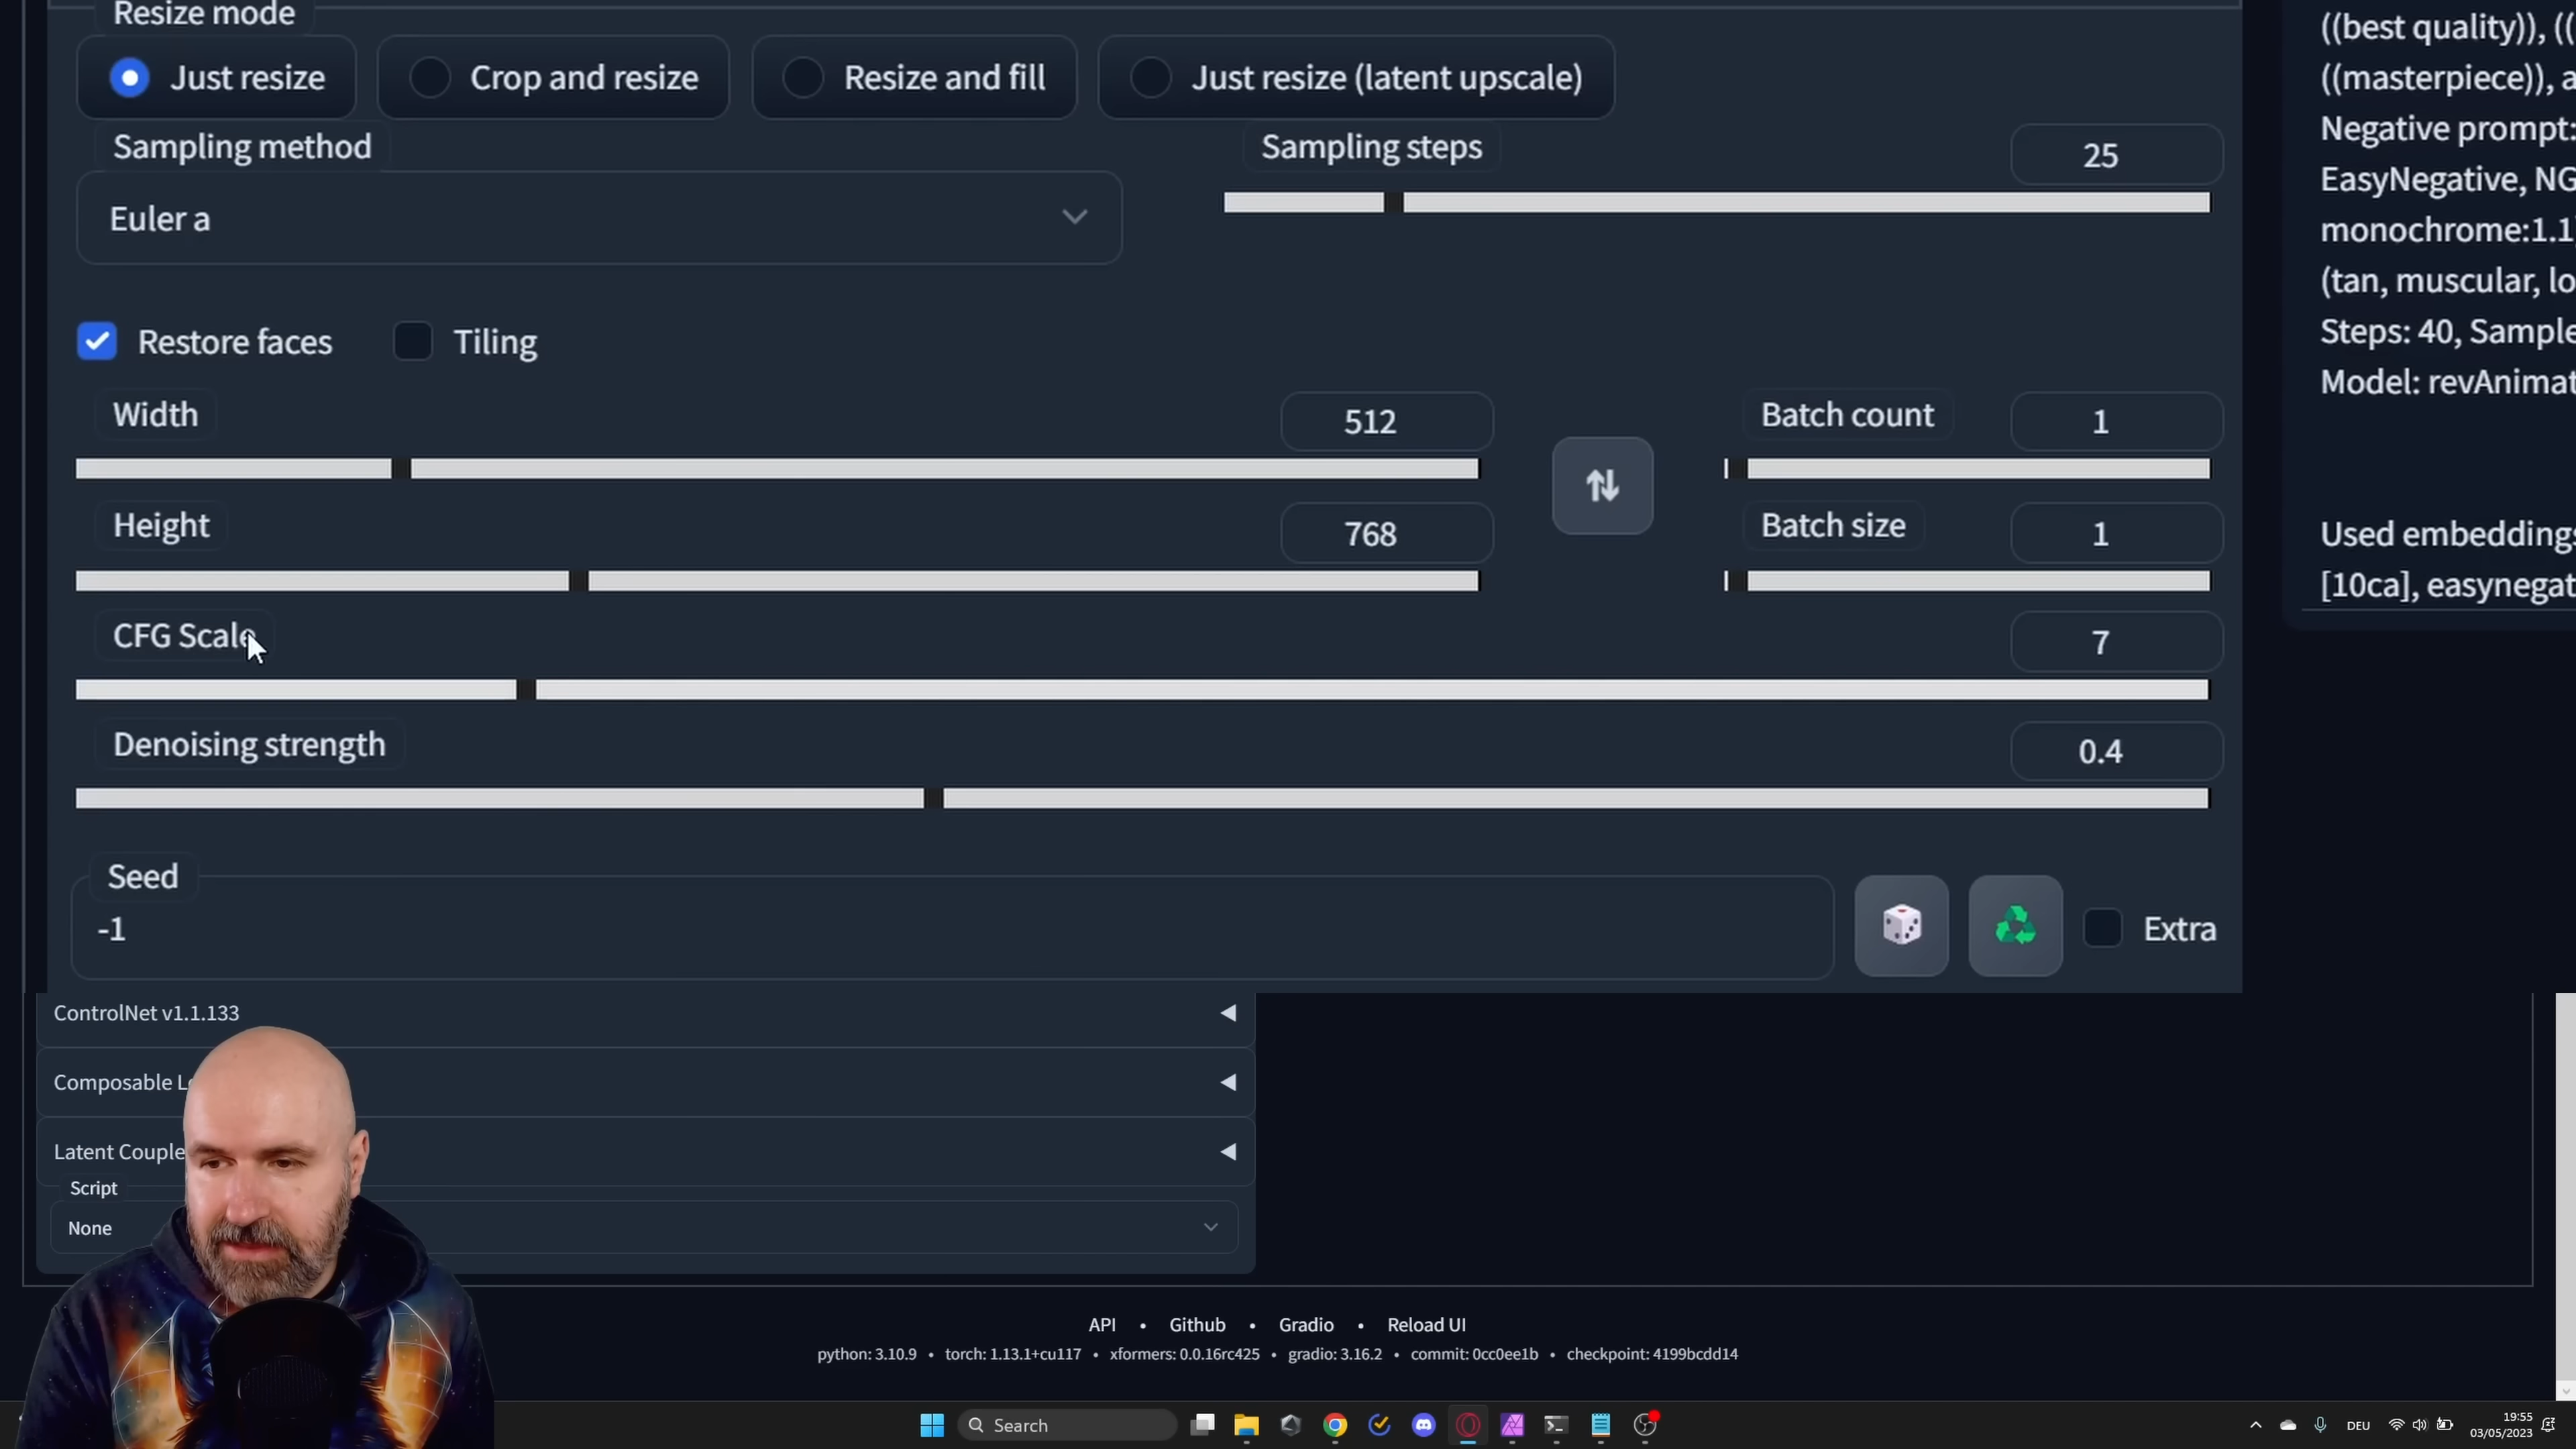 Resize mode
Just resize
Crop and resize
Resize and fill
Just resize (latent upscale)
Sampling method
Sampling steps
25
Euler a
Restore faces
Tiling
Width
512
Batch count
1
Height
768
Batch size
1
CFG Scale
7
Denoising strength
0.4
Seed
-1
Extra
((best quality)), ((
((masterpiece)), a
Negative prompt:
EasyNegative, NG
monochrome:1.1
(tan, muscular, lo
Steps: 40, Sample
Model: revAnimat
Used embeddings
[10ca], easynegat
ControlNet v1.1.133
Composable L
Latent Couple
Script
None
API • Github • Gradio • Reload UI
python: 3.10.9 • torch: 1.13.1+cu117 • xformers: 0.0.16rc425 • gradio: 3.16.2 • commit: 0cc0ee1b • checkpoint: 4199bcdd14
Search
DEU
19:55
03/05/2023